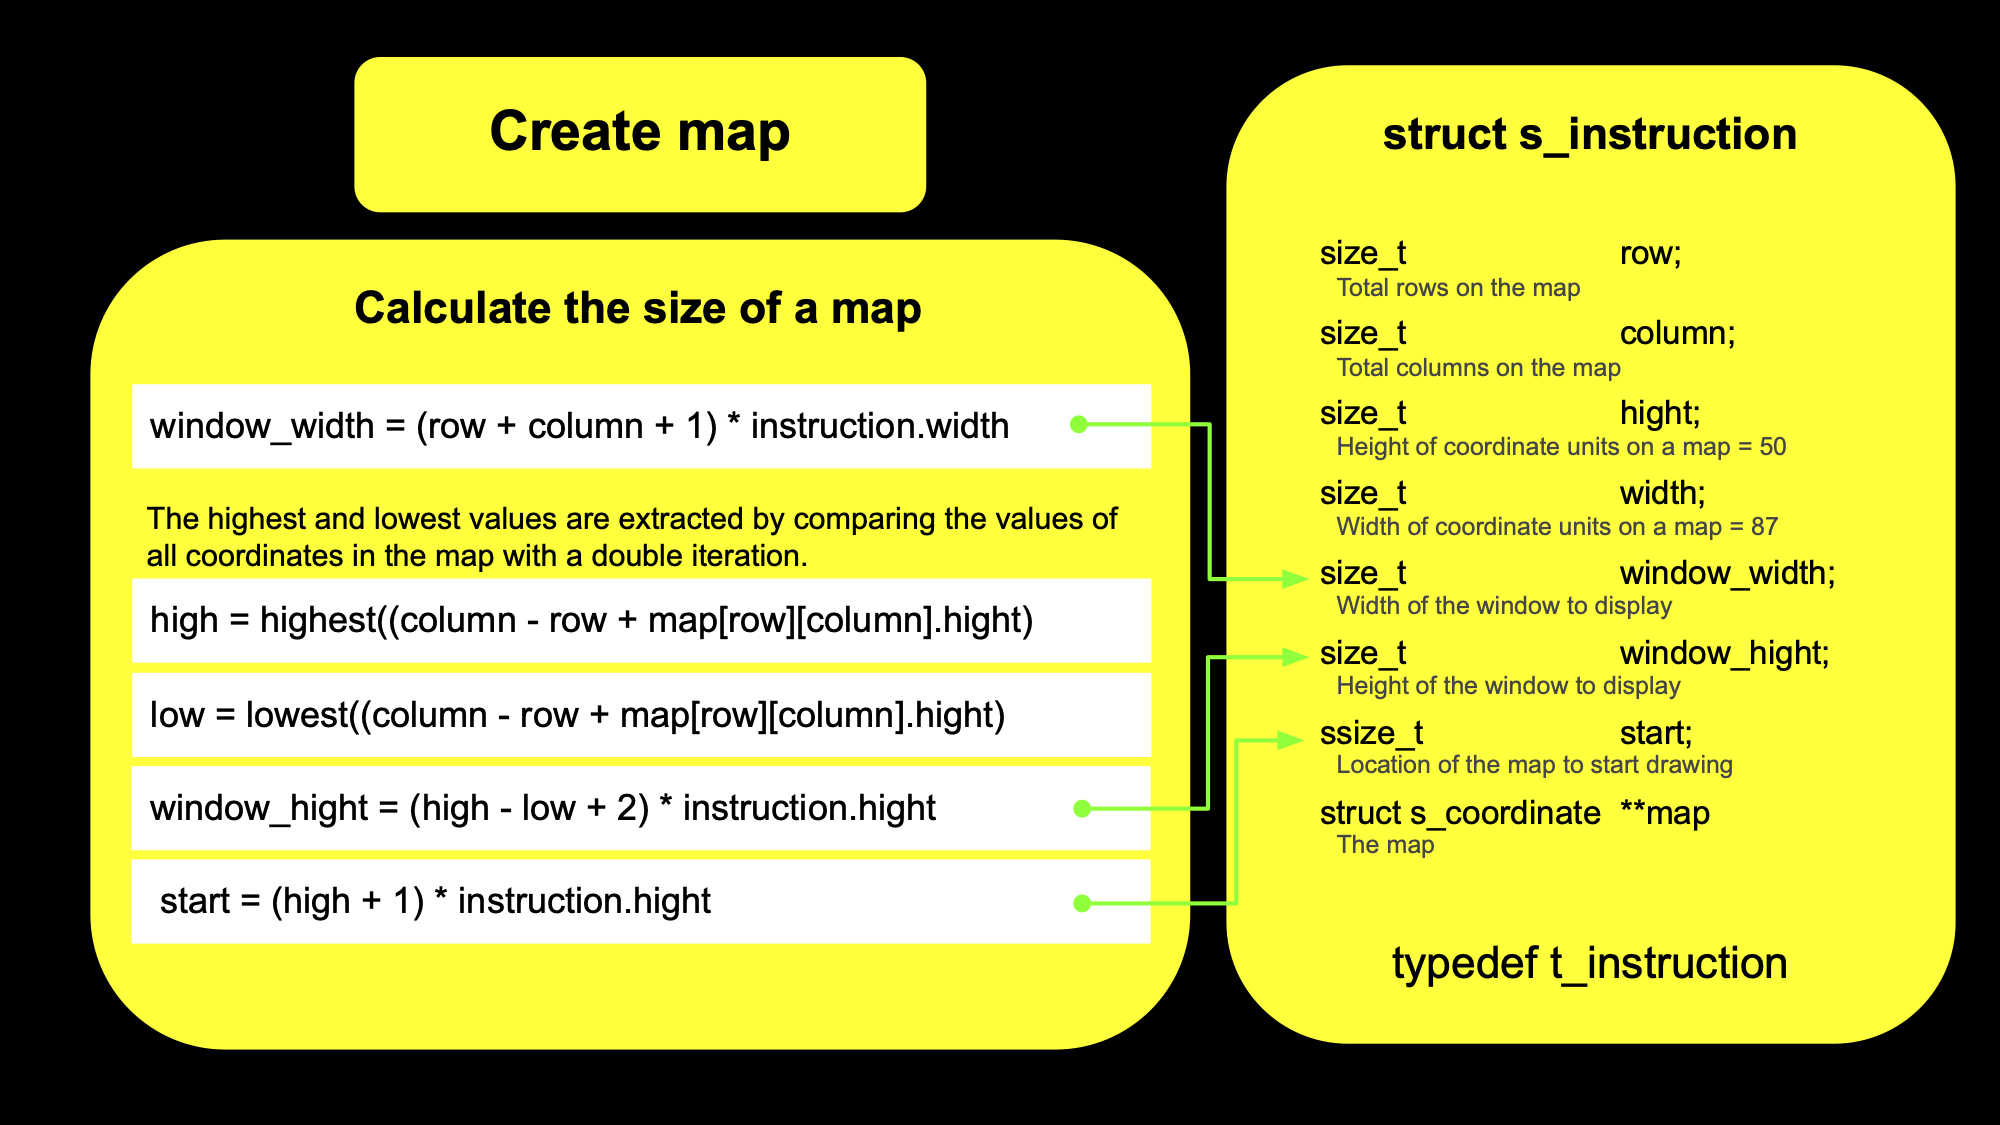 Create map
Calculate the size of a map
window_width = (row + column + 1) * instruction.width
The highest and lowest values are extracted by comparing the values of
all coordinates in the map with a double iteration.
high = highest((column - row + map[row][column].hight)
low = lowest((column - row + map[row][column].hight)
window_hight = (high - low + 2) * instruction.hight
start = (high + 1) * instruction.hight
struct s_instruction
size_t row;
Total rows on the map
size_t column;
Total columns on the map
size_t hight;
Height of coordinate units on a map = 50
size_t width;
Width of coordinate units on a map = 87
size_t window_width;
Width of the window to display
size_t window_hight;
Height of the window to display
ssize_t start;
Location of the map to start drawing
struct s_coordinate **map
The map
typedef t_instruction